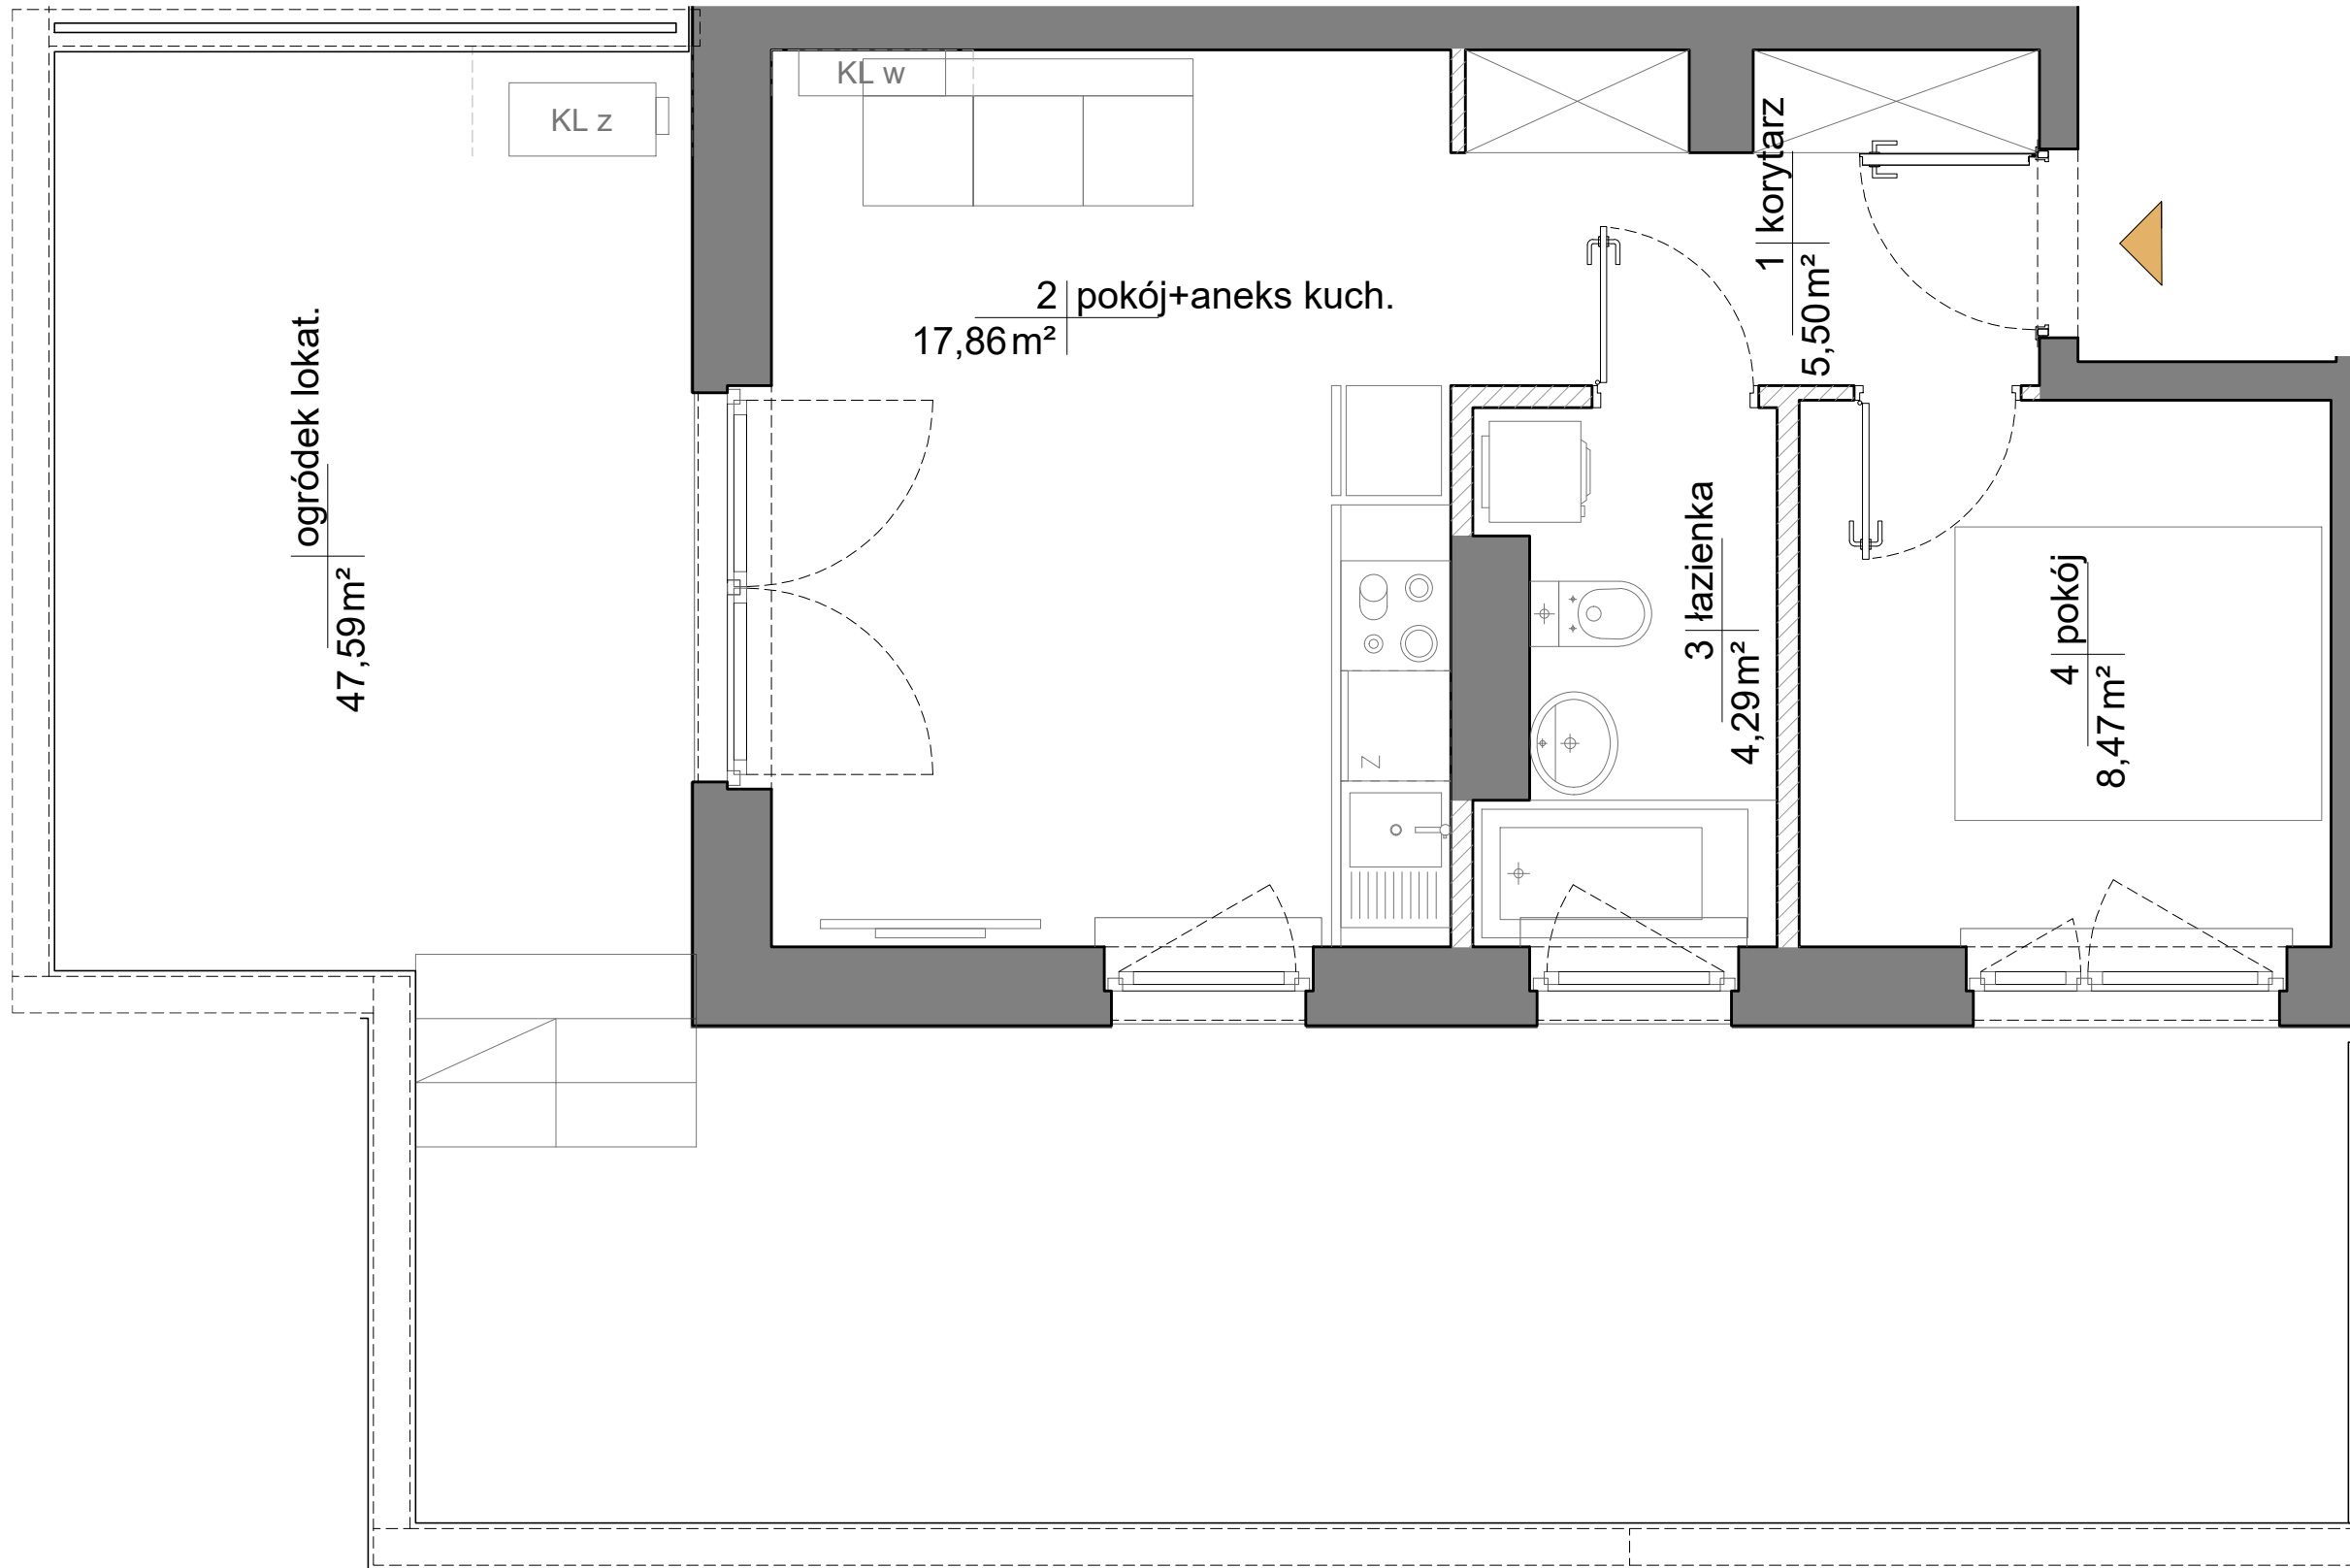 KL z
KL w
ogródek lokat.
47,59 m²
2 pokój+aneks kuch.
17,86 m²
1 korytarz
5,50 m²
3 łazienka
4,29 m²
4 pokój
8,47 m²
Z